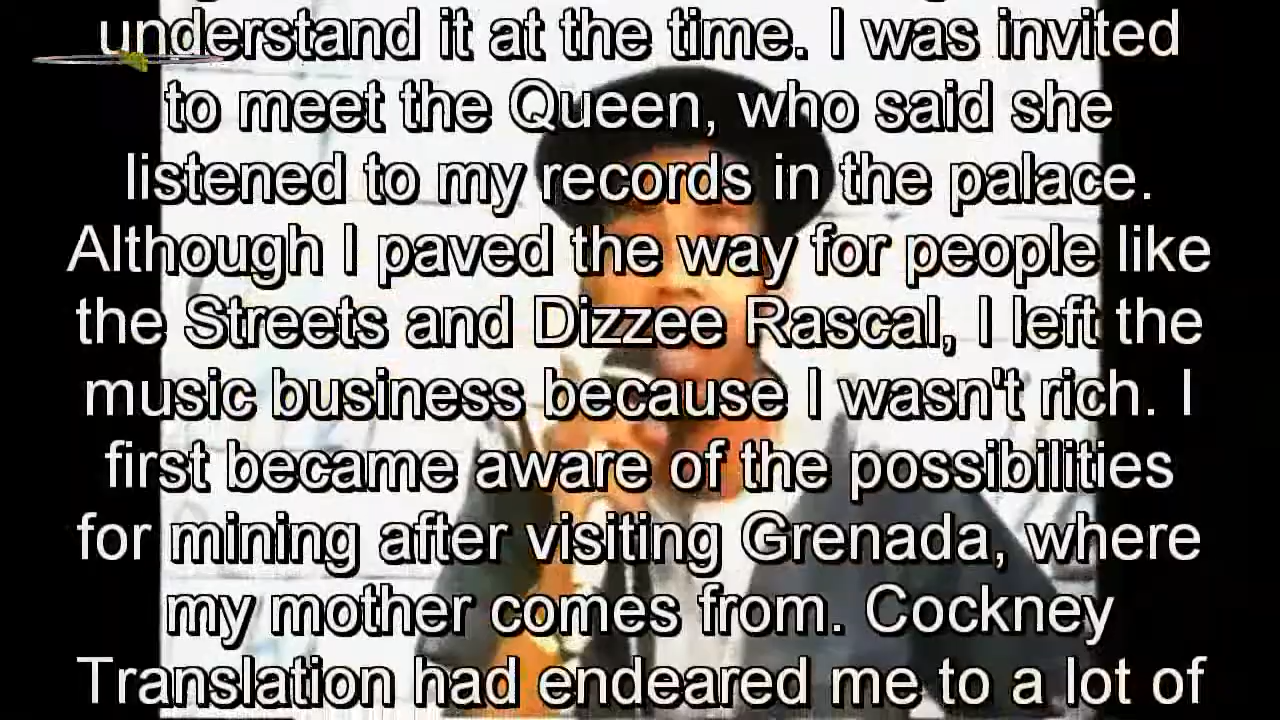 understand it at the time. I was invited
to meet the Queen, who said she
listened to my records in the palace.
Although I paved the way for people like
the Streets and Dizzee Rascal, I left the
music business because I wasn't rich. I
first became aware of the possibilities
for mining after visiting Grenada, where
my mother comes from. Cockney
Translation had endeared me to a lot of